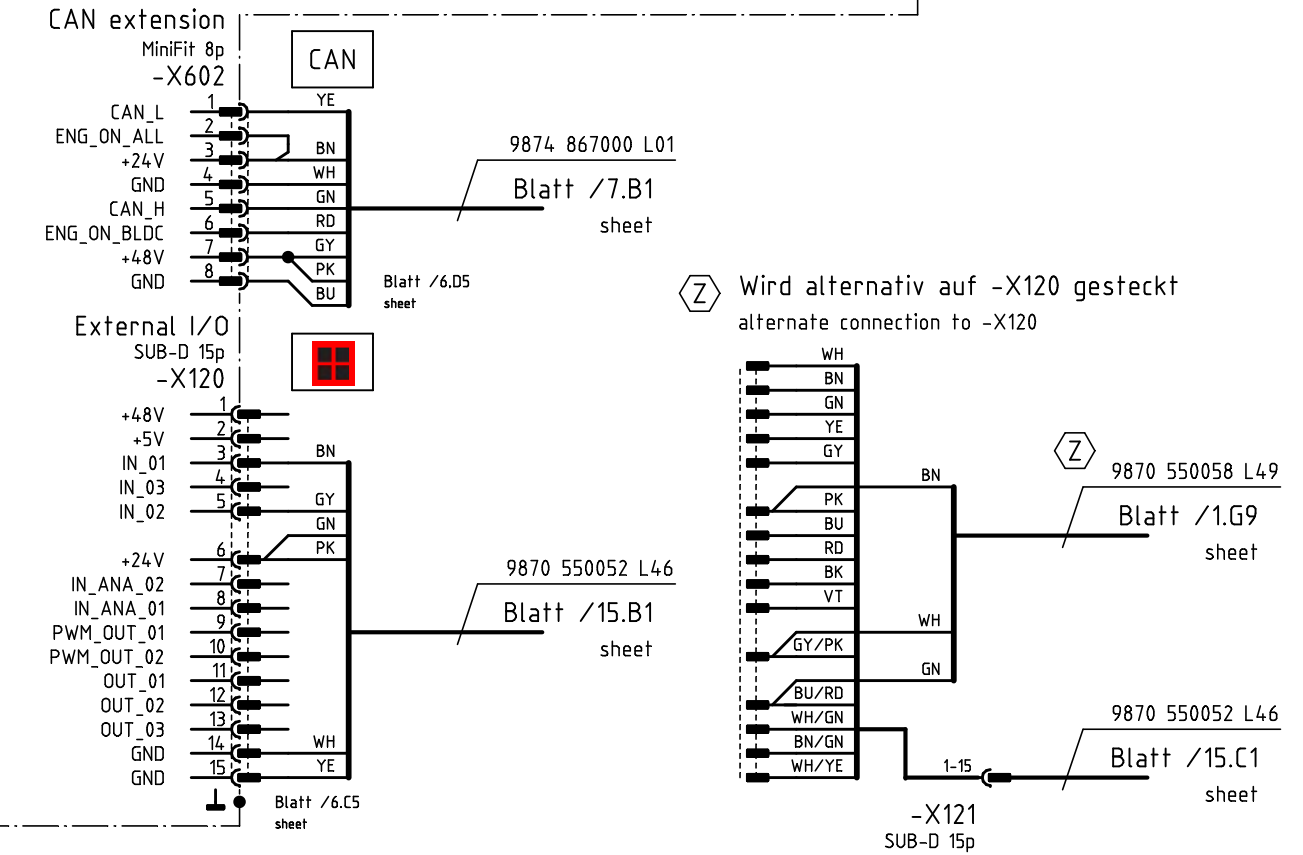 CAN extension
MiniFit 8p
-X602
CAN
CAN_L 1 YE
ENG_ON_ALL 2
+24V 3 BN
GND 4 WH
CAN_H 5 GN
ENG_ON_BLDC 6 RD
+48V 7 GY
PK
GND 8 BU
9874 867000 L01
Blatt /7.B1
sheet
Blatt /6.D5
sheet
External I/O
SUB-D 15p
-X120
+48V 1
+5V 2
IN_01 3 BN
IN_03 4
IN_02 5 GY
GN
+24V 6 PK
IN_ANA_02 7
IN_ANA_01 8
PWM_OUT_01 9
PWM_OUT_02 10
OUT_01 11
OUT_02 12
OUT_03 13
GND 14 WH
GND 15 YE
9870 550052 L46
Blatt /15.B1
sheet
Blatt /6.C5
sheet
Z Wird alternativ auf -X120 gesteckt
alternate connection to -X120
WH
BN
GN
YE
GY
BN
PK
BU
RD
BK
VT
WH
GY/PK
GN
BU/RD
WH/GN
BN/GN
WH/YE
Z
9870 550058 L49
Blatt /1.G9
sheet
9870 550052 L46
Blatt /15.C1
sheet
1-15
-X121
SUB-D 15p